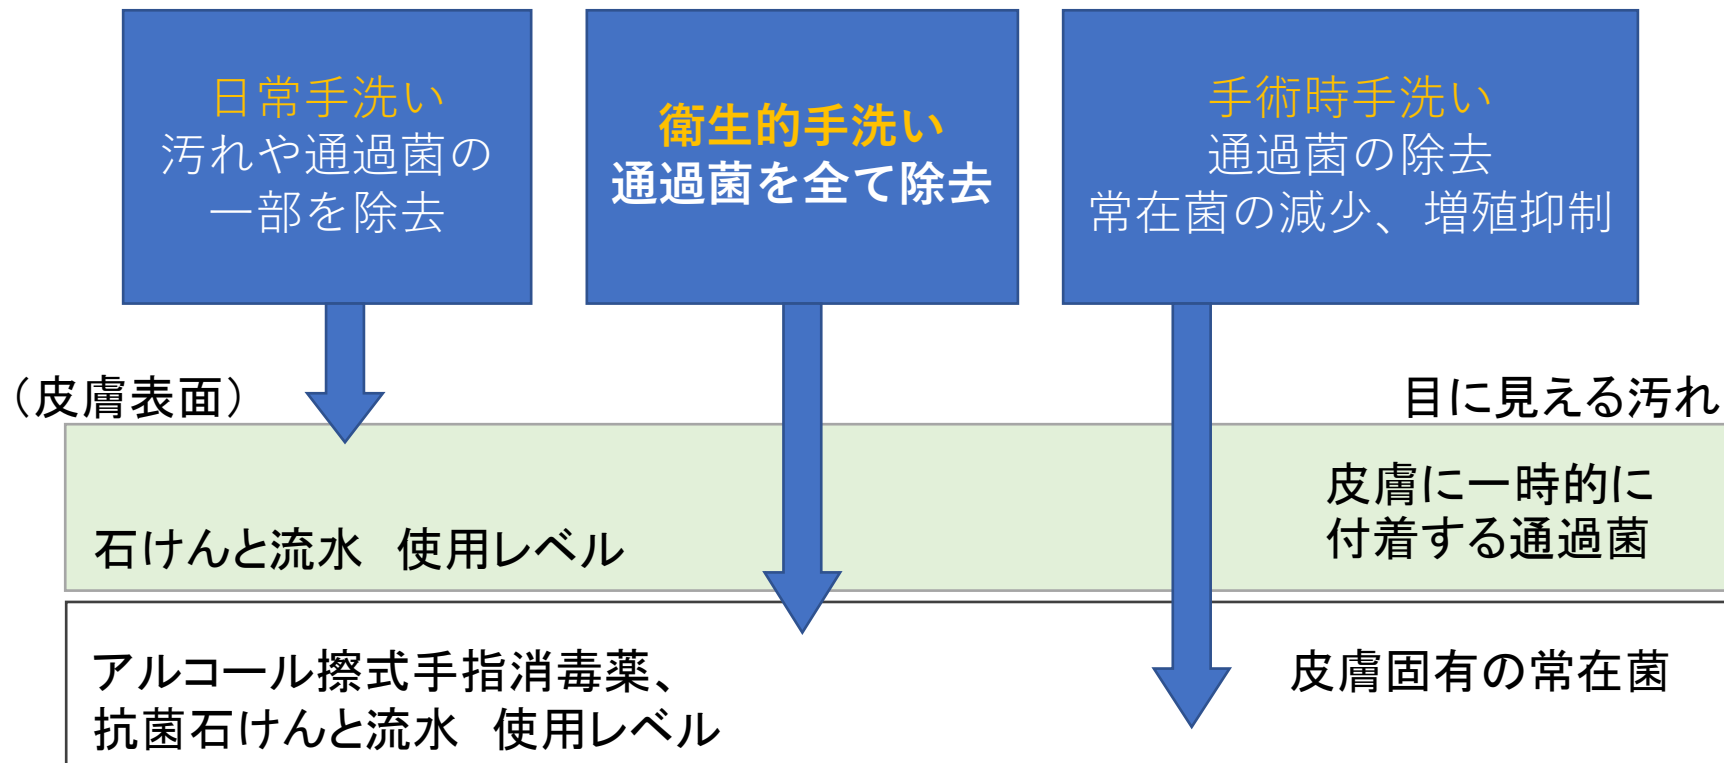 日常手洗い
汚れや通過菌の
一部を除去
衛生的手洗い
通過菌を全て除去
手術時手洗い
通過菌の除去
常在菌の減少、増殖抑制
（皮膚表面）
目に見える汚れ
皮膚に一時的に
付着する通過菌
石けんと流水　使用レベル
アルコール擦式手指消毒薬、
抗菌石けんと流水　使用レベル
皮膚固有の常在菌